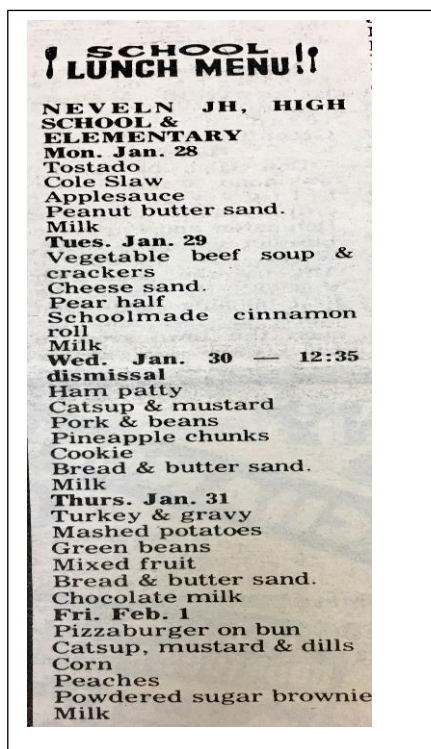 SCHOOL
LUNCH MENU!!
NEVELN JH, HIGH
SCHOOL &
ELEMENTARY
Mon. Jan. 28
Tostado
Cole Slaw
Applesauce
Peanut butter sand.
Milk
Tues. Jan. 29
Vegetable beef soup &
crackers
Cheese sand.
Pear half
Schoolmade cinnamon
roll
Milk
Wed. Jan. 30 — 12:35
dismissal
Ham patty
Catsup & mustard
Pork & beans
Pineapple chunks
Cookie
Bread & butter sand.
Milk
Thurs. Jan. 31
Turkey & gravy
Mashed potatoes
Green beans
Mixed fruit
Bread & butter sand.
Chocolate milk
Fri. Feb. 1
Pizzaburger on bun
Catsup, mustard & dills
Corn
Peaches
Powdered sugar brownie
Milk